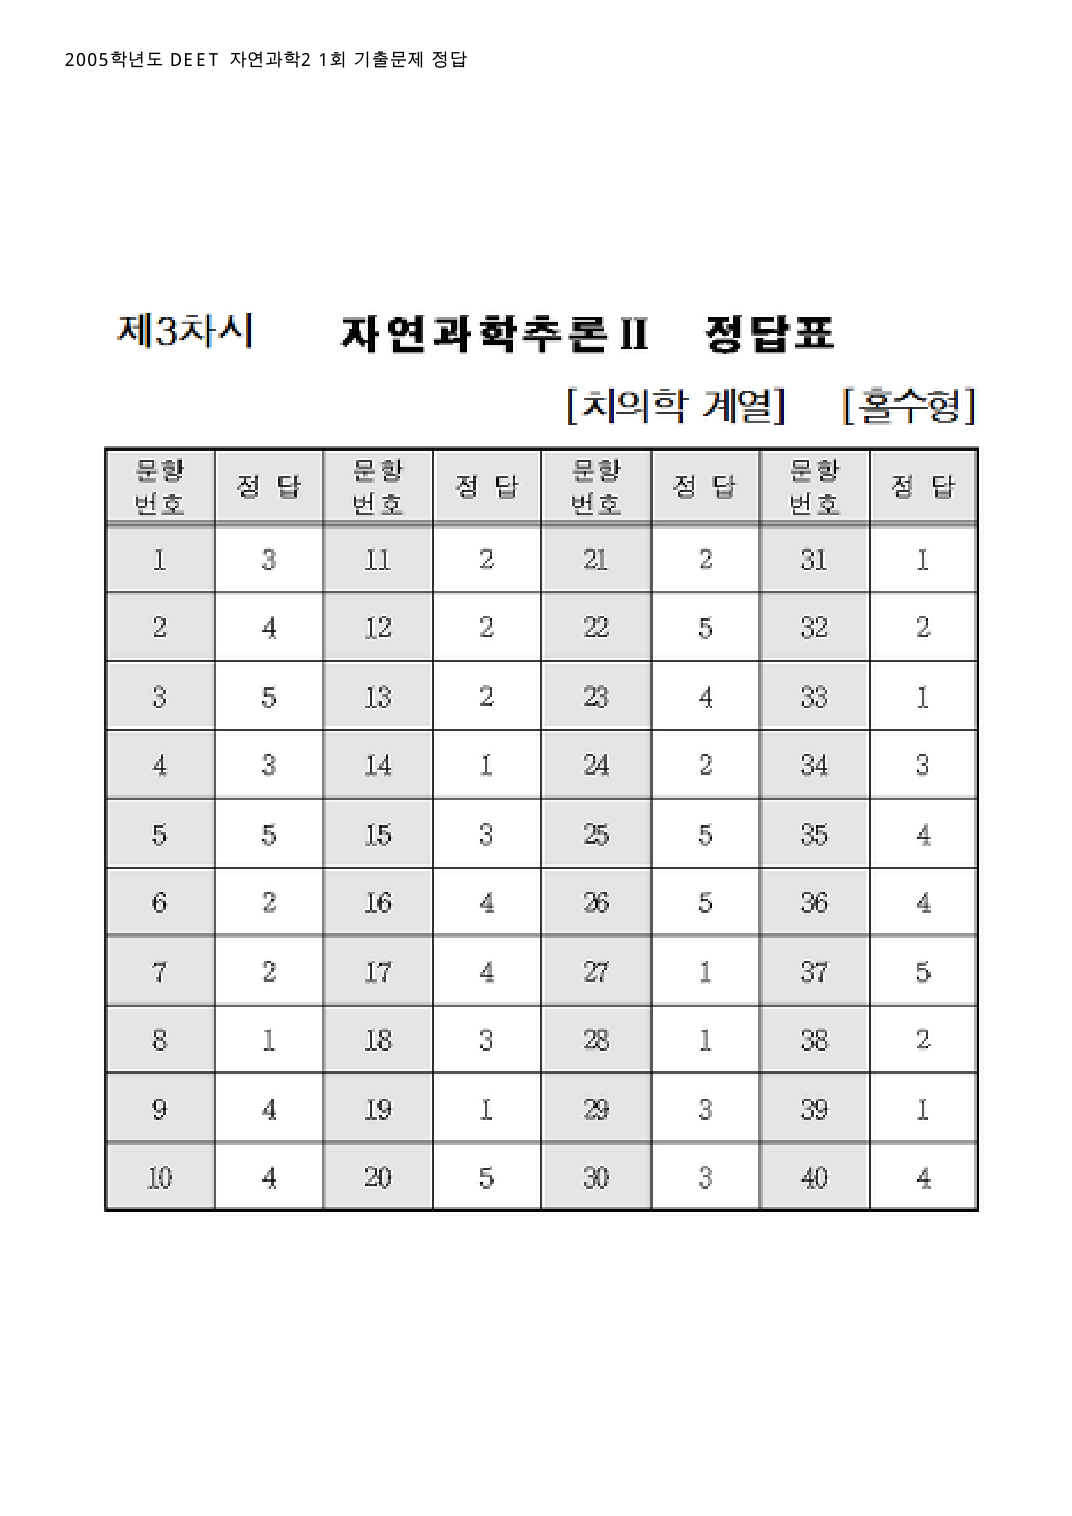 2005학년도 DEET 자연과학2 1회 기출문제 정답
제3차시 자연과학추론Ⅱ 정답표
[치의학 계열] [홀수형]
문항 번호 정 답 문항 번호 정 답 문항 번호 정 답 문항 번호 정 답
1 3 11 2 21 2 31 1
2 4 12 2 22 5 32 2
3 5 13 2 23 4 33 1
4 3 14 1 24 2 34 3
5 5 15 3 25 5 35 4
6 2 16 4 26 5 36 4
7 2 17 4 27 1 37 5
8 1 18 3 28 1 38 2
9 4 19 1 29 3 39 1
10 4 20 5 30 3 40 4